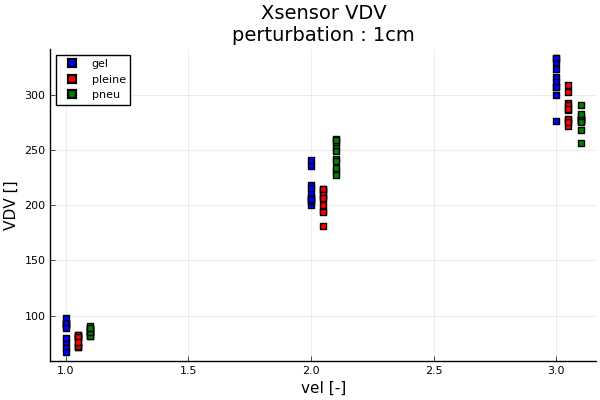 Xsensor VDV
perturbation : 1cm
gel
pleine
pneu
VDV []
300
250
200
150
100
1.0 1.5 2.0 2.5 3.0
vel [-]